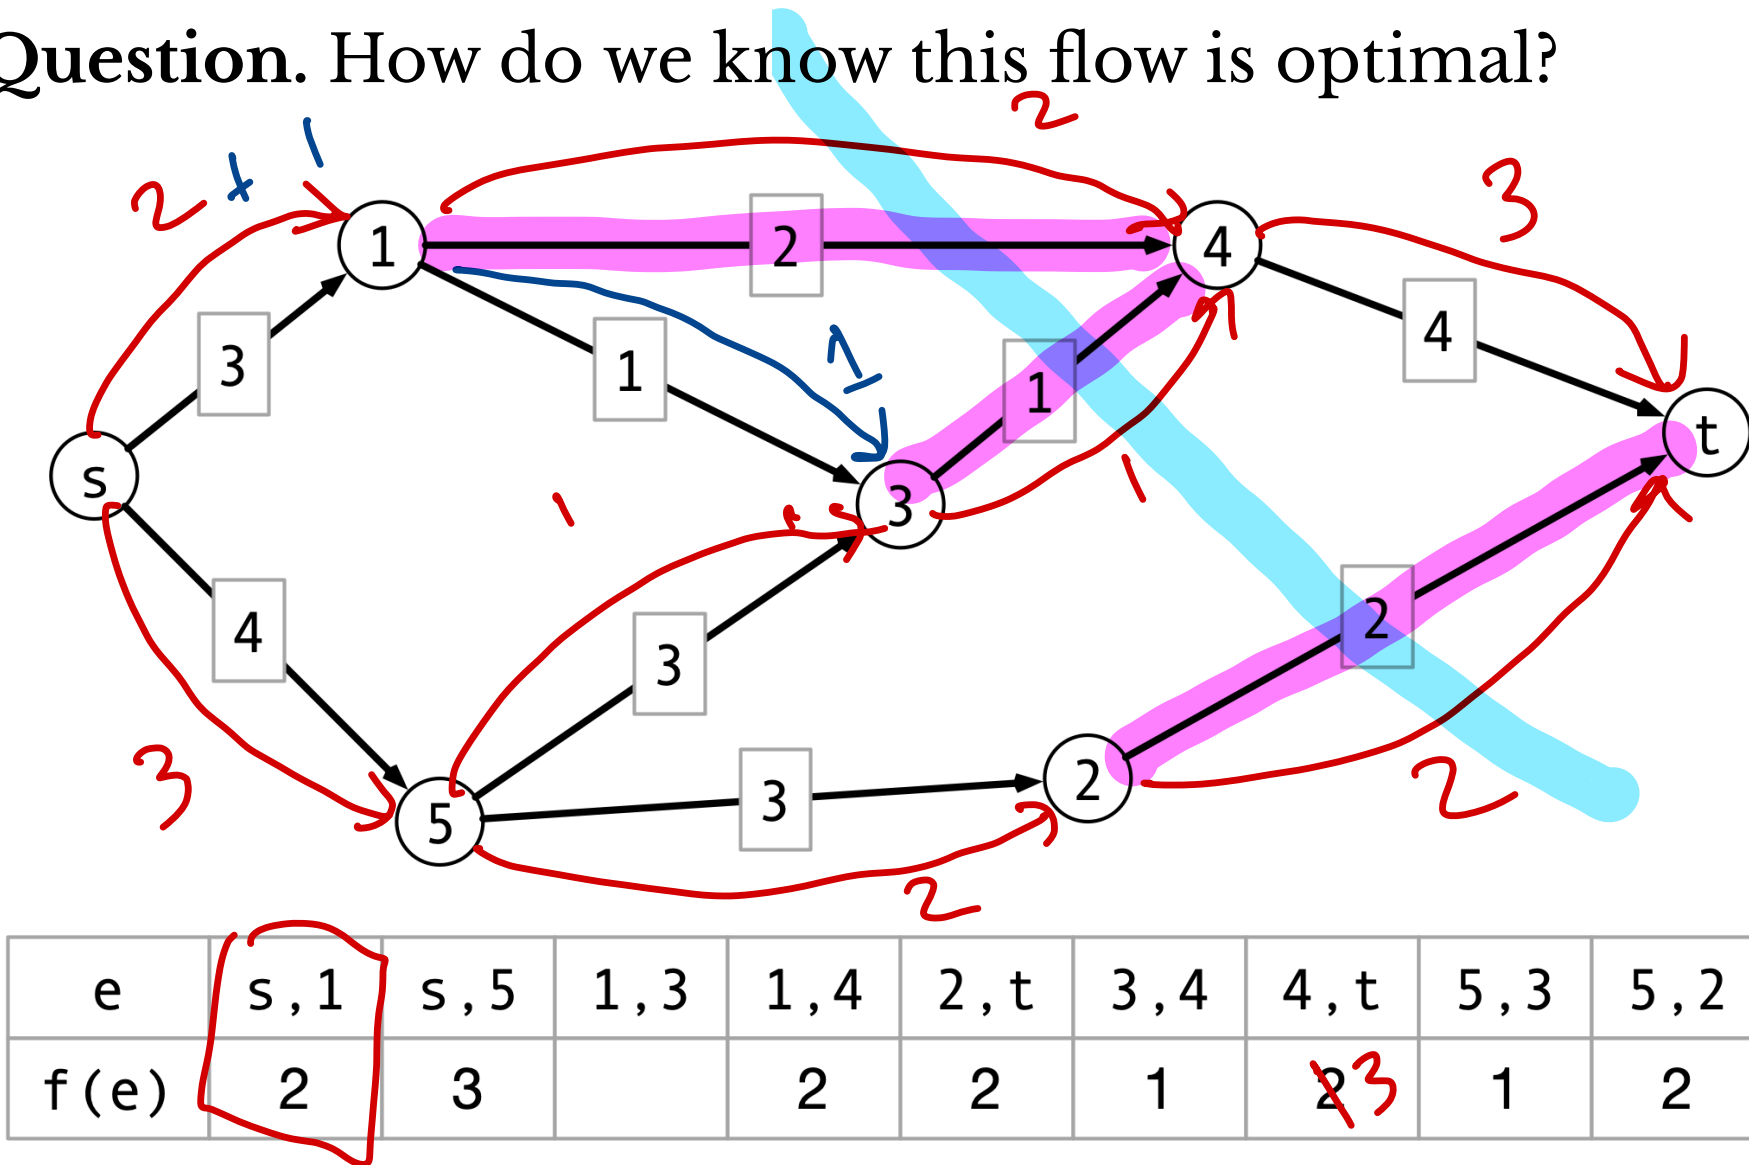 Question. How do we know this flow is optimal?
2
1
2 + 3
1 2 4
3 1 1 4
s 1 t
1 3 1
4 3 2
3 5 3 2 2
2
e s,1 s,5 1,3 1,4 2,t 3,4 4,t 5,3 5,2
f(e) 2 3 2 2 1 2 3 1 2